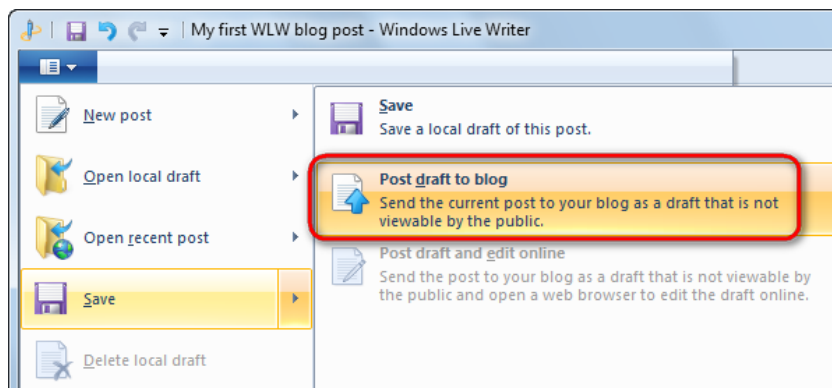 My first WLW blog post - Windows Live Writer
New post
Open local draft
Open recent post
Save
Delete local draft
Save
Save a local draft of this post.
Post draft to blog
Send the current post to your blog as a draft that is not
viewable by the public.
Post draft and edit online
Send the post to your blog as a draft that is not viewable by
the public and open a web browser to edit the draft online.